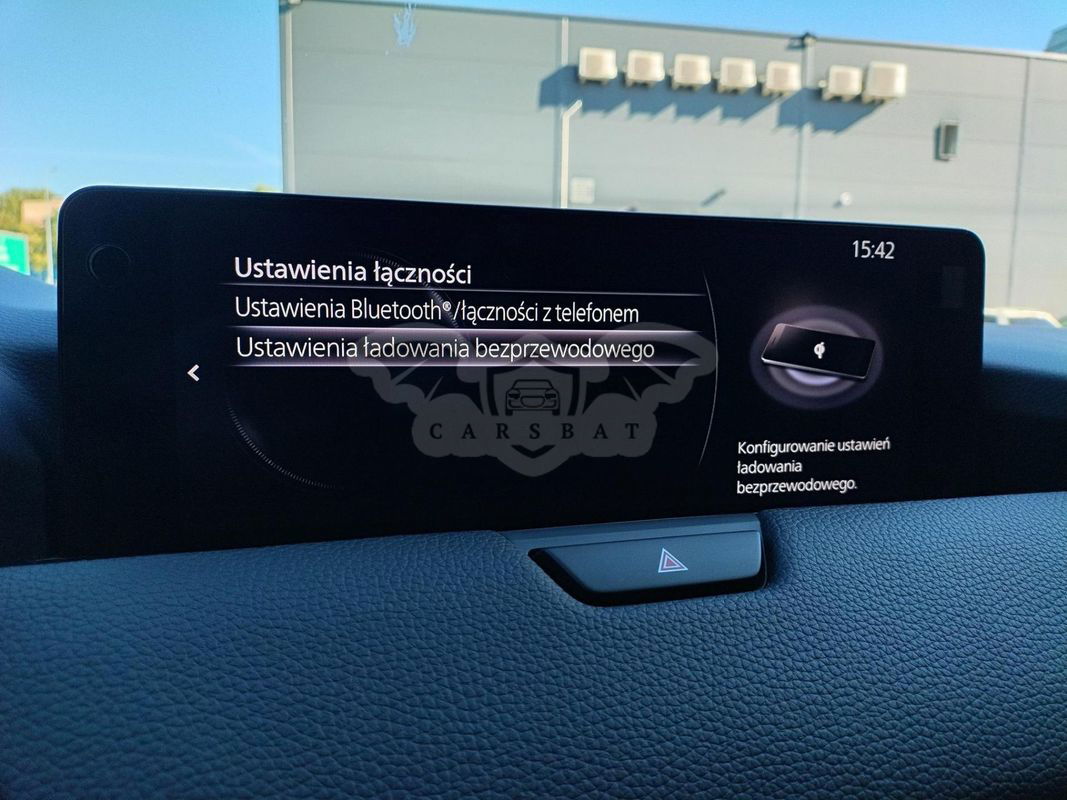 15:42
Ustawienia łączności
Ustawienia Bluetooth®/łączności z telefonem
Ustawienia ładowania bezprzewodowego
Konfigurowanie ustawień
ładowania
bezprzewodowego.
CARSBAT